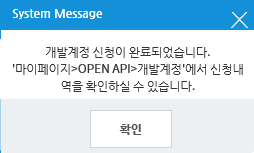 System Message
개발계정 신청이 완료되었습니다.
'마이페이지>OPEN API>개발계정'에서 신청내
역을 확인하실 수 있습니다.
확인